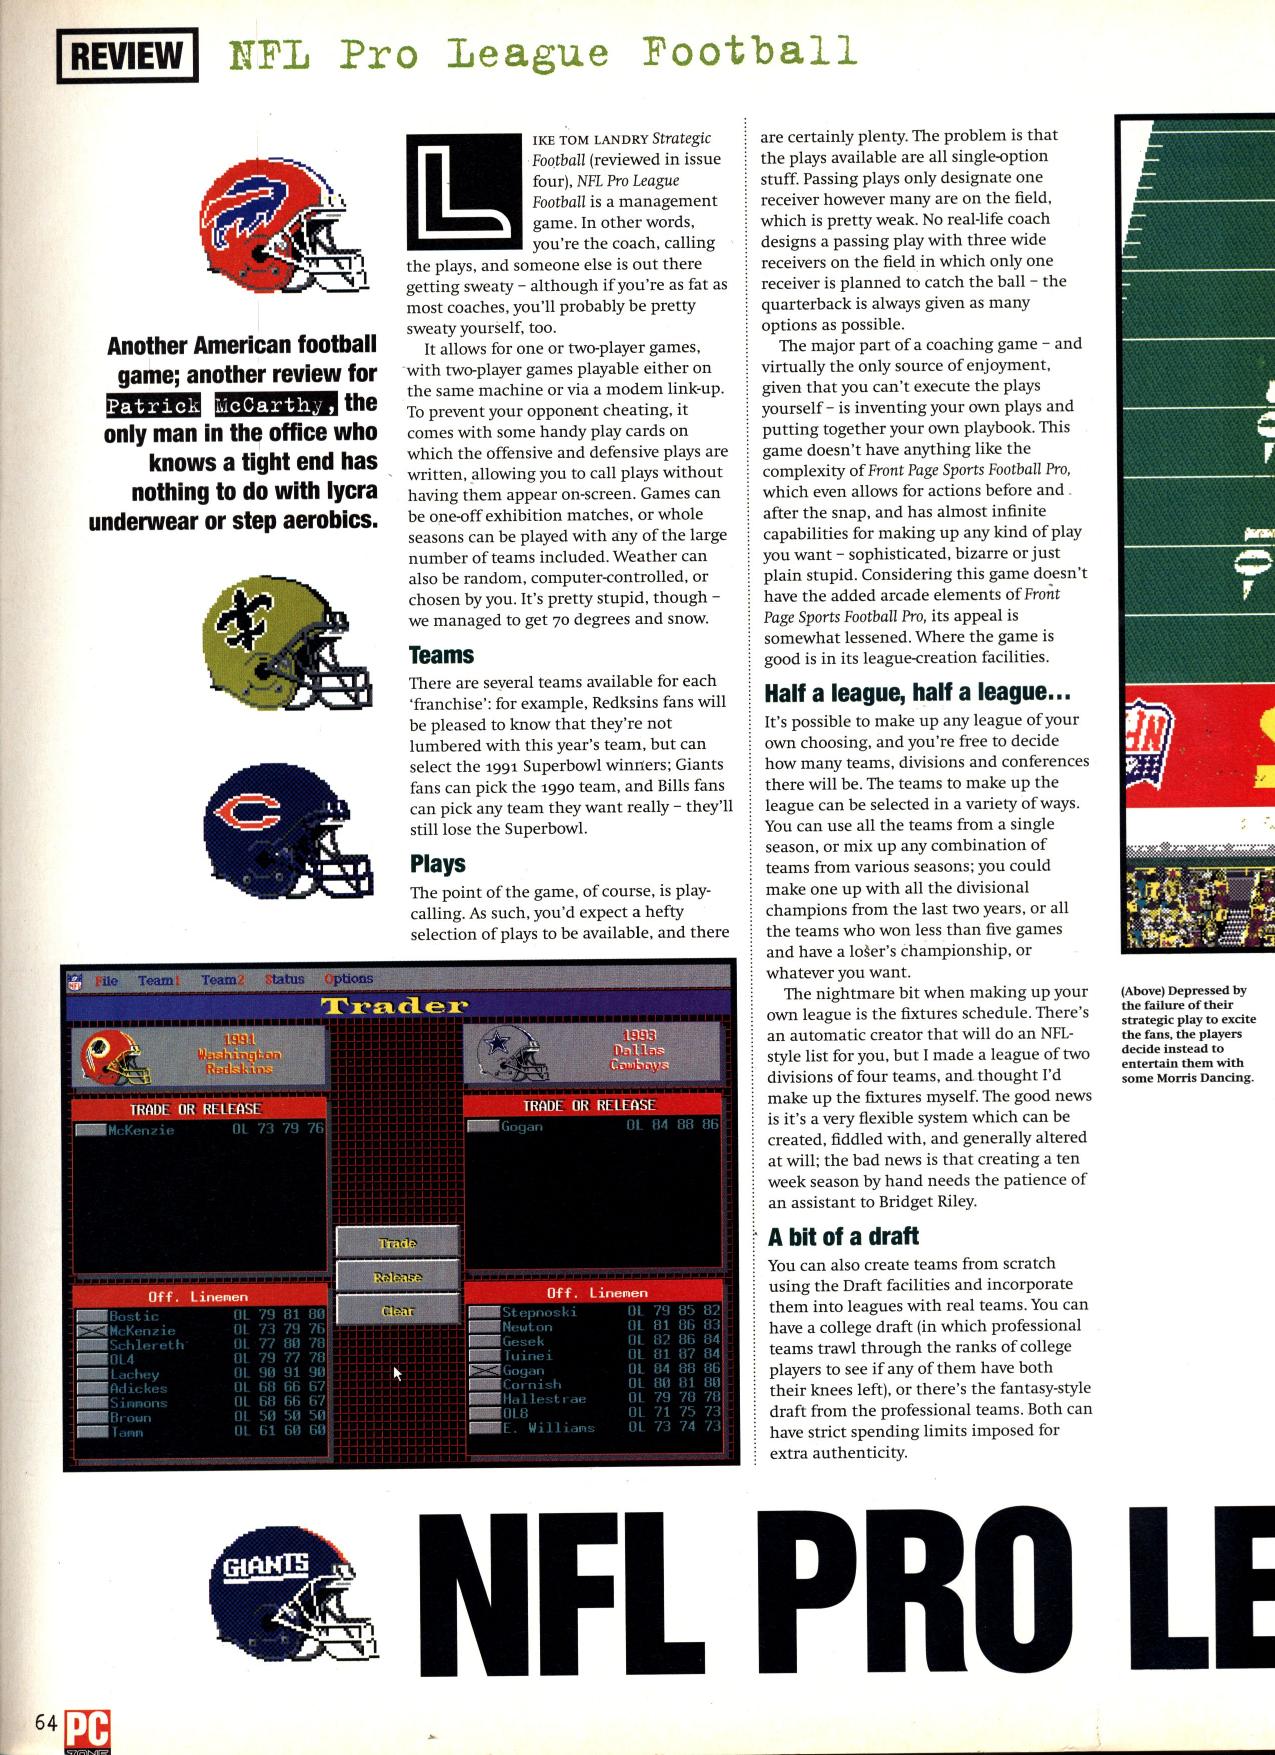 REVIEW NFL Pro League Football
Another American football
game; another review for
Patrick McCarthy, the
only man in the office who
knows a tight end has
nothing to do with lycra
underwear or step aerobics.
LIKE TOM LANDRY Strategic
Football (reviewed in issue
four), NFL Pro League
Football is a management
game. In other words,
you're the coach, calling
the plays, and someone else is out there
getting sweaty – although if you're as fat as
most coaches, you'll probably be pretty
sweaty yourself, too.
It allows for one or two-player games,
with two-player games playable either on
the same machine or via a modem link-up.
To prevent your opponent cheating, it
comes with some handy play cards on
which the offensive and defensive plays are
written, allowing you to call plays without
having them appear on-screen. Games can
be one-off exhibition matches, or whole
seasons can be played with any of the large
number of teams included. Weather can
also be random, computer-controlled, or
chosen by you. It's pretty stupid, though –
we managed to get 70 degrees and snow.
Teams
There are several teams available for each
'franchise': for example, Redksins fans will
be pleased to know that they're not
lumbered with this year's team, but can
select the 1991 Superbowl winners; Giants
fans can pick the 1990 team, and Bills fans
can pick any team they want really – they'll
still lose the Superbowl.
Plays
The point of the game, of course, is play-
calling. As such, you'd expect a hefty
selection of plays to be available, and there
are certainly plenty. The problem is that
the plays available are all single-option
stuff. Passing plays only designate one
receiver however many are on the field,
which is pretty weak. No real-life coach
designs a passing play with three wide
receivers on the field in which only one
receiver is planned to catch the ball – the
quarterback is always given as many
options as possible.
The major part of a coaching game – and
virtually the only source of enjoyment,
given that you can't execute the plays
yourself – is inventing your own plays and
putting together your own playbook. This
game doesn't have anything like the
complexity of Front Page Sports Football Pro,
which even allows for actions before and
after the snap, and has almost infinite
capabilities for making up any kind of play
you want – sophisticated, bizarre or just
plain stupid. Considering this game doesn't
have the added arcade elements of Front
Page Sports Football Pro, its appeal is
somewhat lessened. Where the game is
good is in its league-creation facilities.
Half a league, half a league...
It's possible to make up any league of your
own choosing, and you're free to decide
how many teams, divisions and conferences
there will be. The teams to make up the
league can be selected in a variety of ways.
You can use all the teams from a single
season, or mix up any combination of
teams from various seasons; you could
make one up with all the divisional
champions from the last two years, or all
the teams who won less than five games
and have a loser's championship, or
whatever you want.
The nightmare bit when making up your
own league is the fixtures schedule. There's
an automatic creator that will do an NFL-
style list for you, but I made a league of two
divisions of four teams, and thought I'd
make up the fixtures myself. The good news
is it's a very flexible system which can be
created, fiddled with, and generally altered
at will; the bad news is that creating a ten
week season by hand needs the patience of
an assistant to Bridget Riley.
A bit of a draft
You can also create teams from scratch
using the Draft facilities and incorporate
them into leagues with real teams. You can
have a college draft (in which professional
teams trawl through the ranks of college
players to see if any of them have both
their knees left), or there's the fantasy-style
draft from the professional teams. Both can
have strict spending limits imposed for
extra authenticity.
(Above) Depressed by
the failure of their
strategic play to excite
the fans, the players
decide instead to
entertain them with
some Morris Dancing.
File Team1 Team2 Status Options
Trader
1991
Washington
Redskins
TRADE OR RELEASE
McKenzie OL 73 79 76
Off. Linemen
Bostic OL 79 81 80
McKenzie OL 73 79 76
Schlereth OL 77 80 78
OL4 OL 79 77 78
Lachey OL 90 91 90
Adickes OL 68 66 67
Simmons OL 68 66 67
Brown OL 50 50 50
Tamm OL 61 60 60
Trade
Release
Clear
1993
Dallas
Cowboys
TRADE OR RELEASE
Gogan OL 84 88 86
Off. Linemen
Stepnoski OL 79 85 82
Newton OL 81 86 83
Gesek OL 82 86 84
Tuinei OL 81 87 84
Gogan OL 84 88 86
Cornish OL 80 81 80
Hallestrae OL 79 78 78
OL8 OL 71 75 73
E. Williams OL 73 74 73
GIANTS
NFL PRO LE
64 PC
ZONE